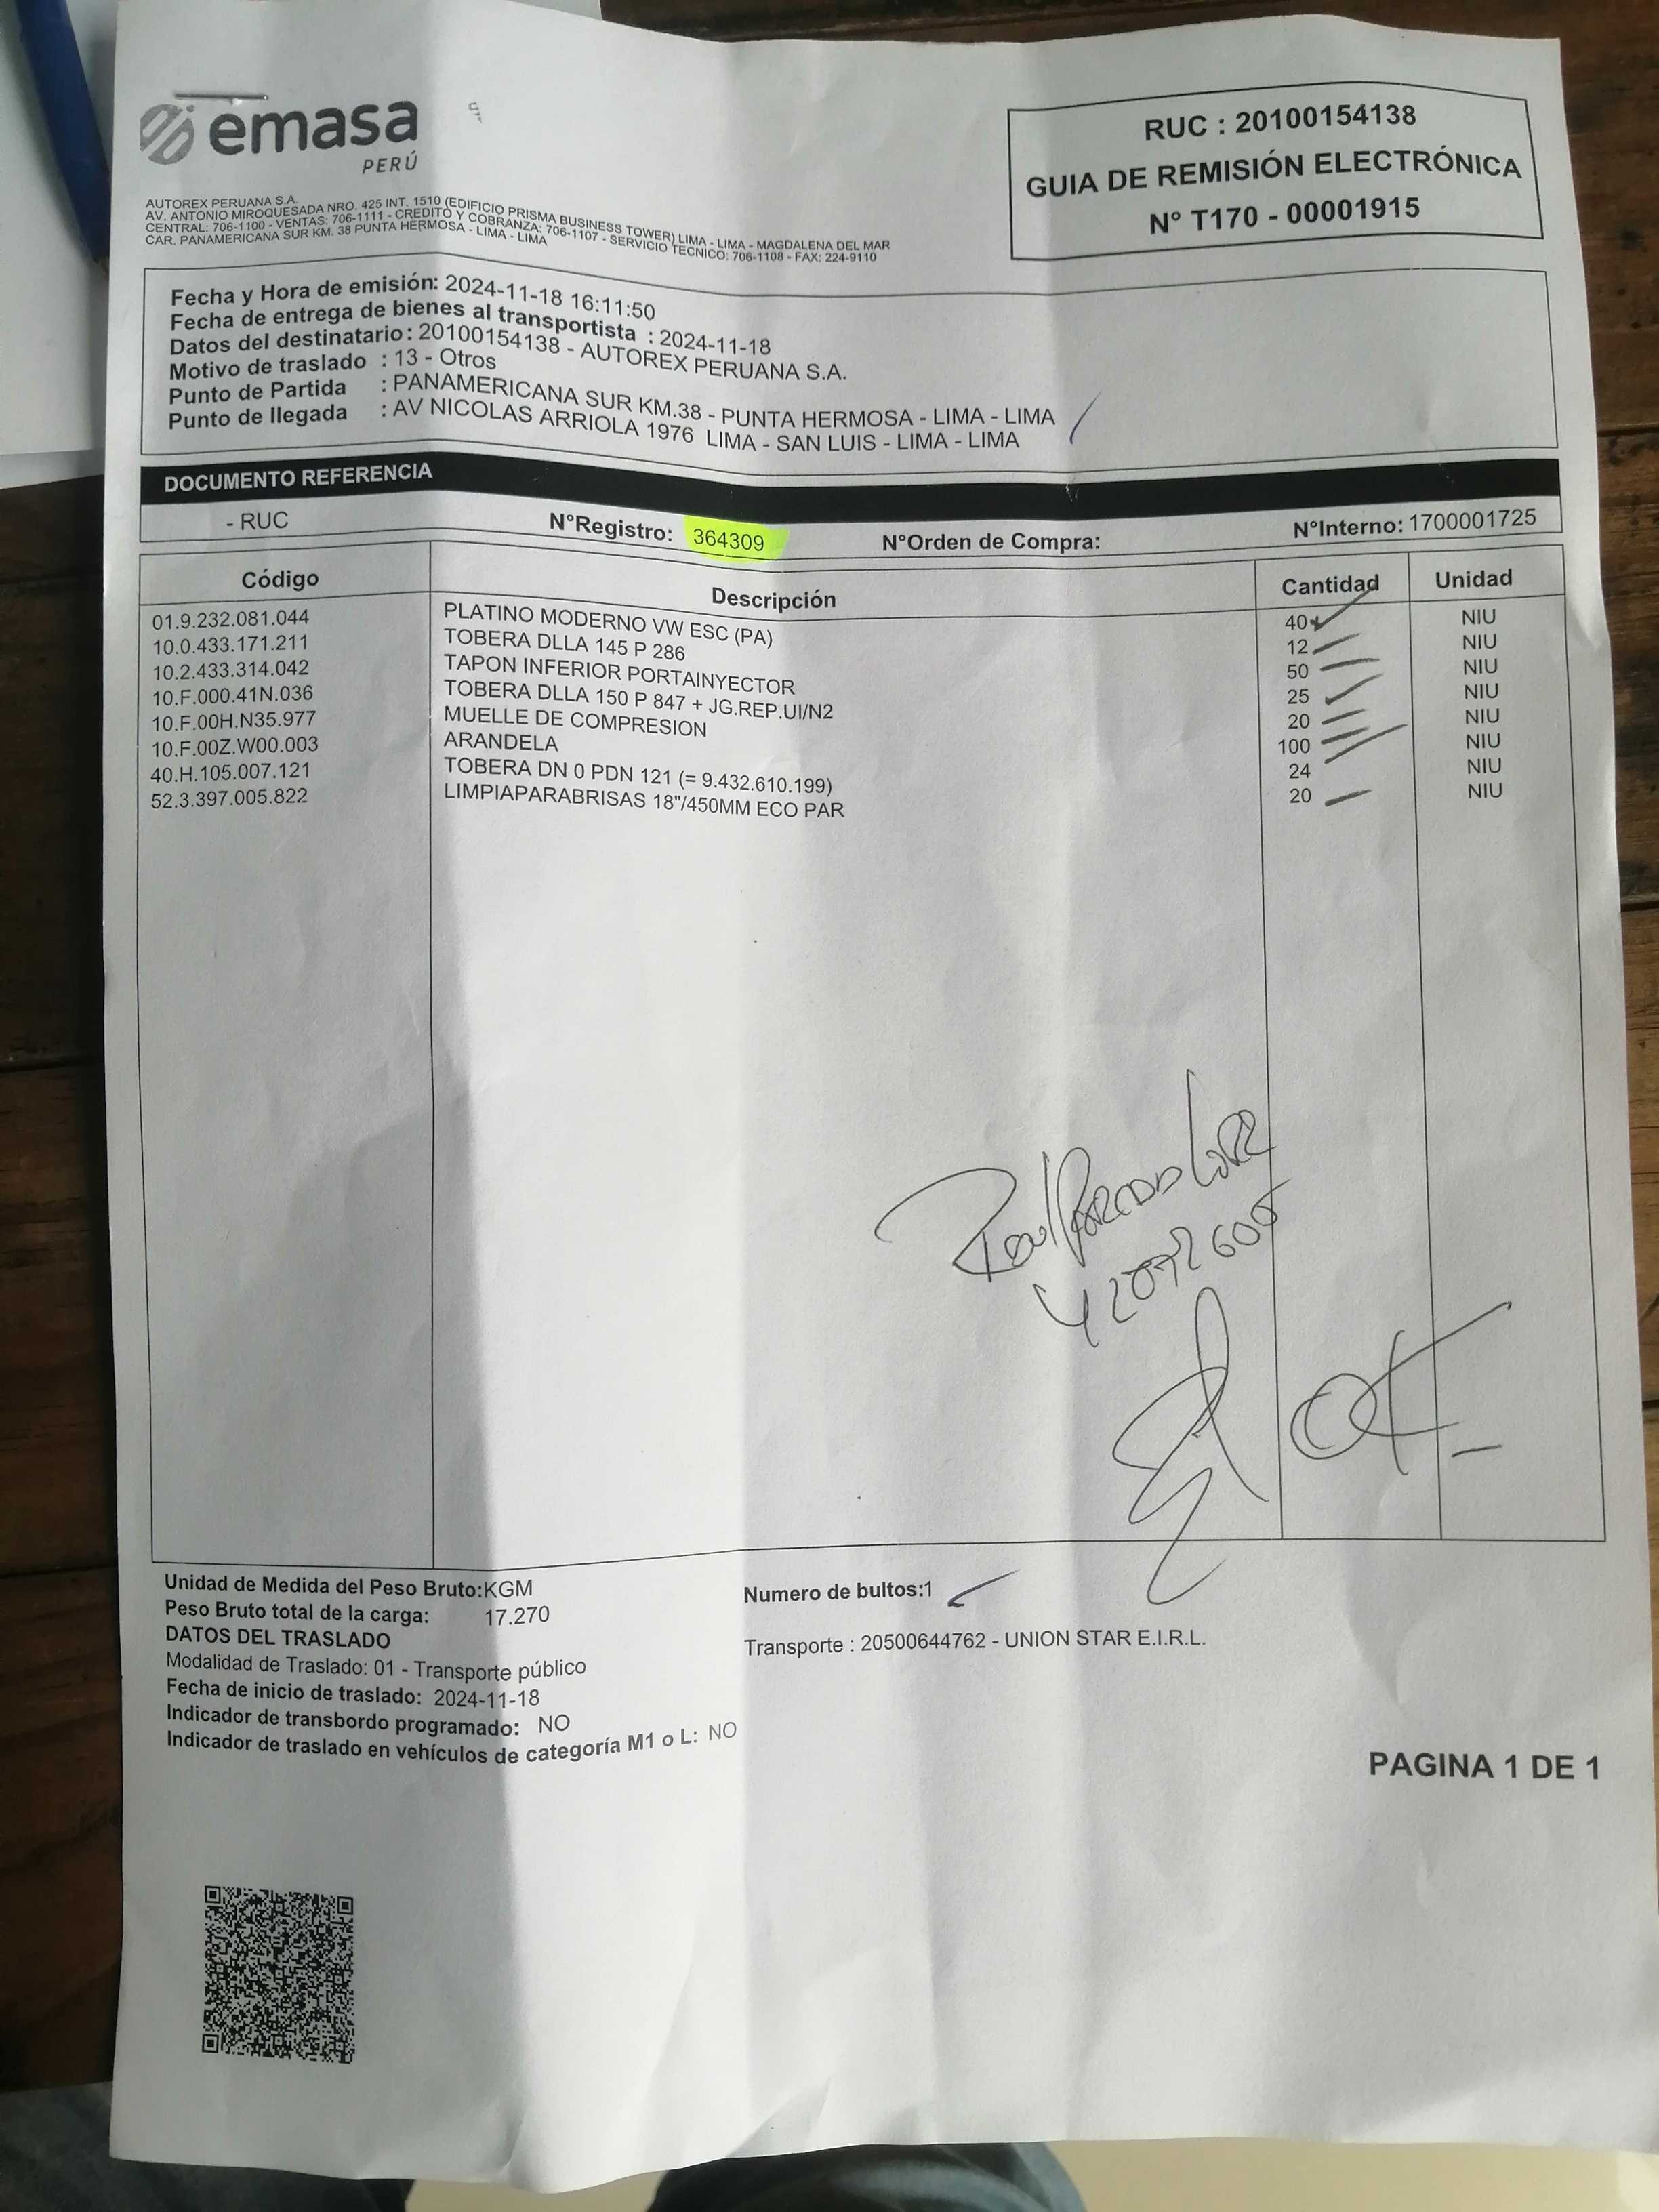 emasa
PERÚ
RUC : 20100154138
GUIA DE REMISIÓN ELECTRÓNICA
N° T170 - 00001915
AUTOREX PERUANA S.A.
AV. ANTONIO MIROQUESADA NRO. 425 INT. 1510 (EDIFICIO PRISMA BUSINESS TOWER) LIMA - LIMA - MAGDALENA DEL MAR
CENTRAL: 706-1100 - VENTAS: 706-1111 - CREDITO Y COBRANZA: 706-1107 - SERVICIO TECNICO: 706-1108 - FAX: 224-9110
CAR. PANAMERICANA SUR KM. 38 PUNTA HERMOSA - LIMA - LIMA
Fecha y Hora de emisión: 2024-11-18 16:11:50
Fecha de entrega de bienes al transportista : 2024-11-18
Datos del destinatario : 20100154138 - AUTOREX PERUANA S.A.
Motivo de traslado : 13 - Otros
Punto de Partida : PANAMERICANA SUR KM.38 - PUNTA HERMOSA - LIMA - LIMA
Punto de llegada : AV NICOLAS ARRIOLA 1976 LIMA - SAN LUIS - LIMA - LIMA
DOCUMENTO REFERENCIA
- RUC N°Registro: 364309 N°Orden de Compra: N°Interno: 1700001725
Código Descripción Cantidad Unidad
01.9.232.081.044 PLATINO MODERNO VW ESC (PA) 40 NIU
10.0.433.171.211 TOBERA DLLA 145 P 286 12 NIU
10.2.433.314.042 TAPON INFERIOR PORTAINYECTOR 50 NIU
10.F.000.41N.036 TOBERA DLLA 150 P 847 + JG.REP.UI/N2 25 NIU
10.F.00H.N35.977 MUELLE DE COMPRESION 20 NIU
10.F.00Z.W00.003 ARANDELA 100 NIU
40.H.105.007.121 TOBERA DN 0 PDN 121 (= 9.432.610.199) 24 NIU
52.3.397.005.822 LIMPIAPARABRISAS 18"/450MM ECO PAR 20 NIU
Unidad de Medida del Peso Bruto:KGM Numero de bultos:1
Peso Bruto total de la carga: 17.270
DATOS DEL TRASLADO Transporte : 20500644762 - UNION STAR E.I.R.L.
Modalidad de Traslado: 01 - Transporte público
Fecha de inicio de traslado: 2024-11-18
Indicador de transbordo programado: NO
Indicador de traslado en vehículos de categoría M1 o L: NO
PAGINA 1 DE 1